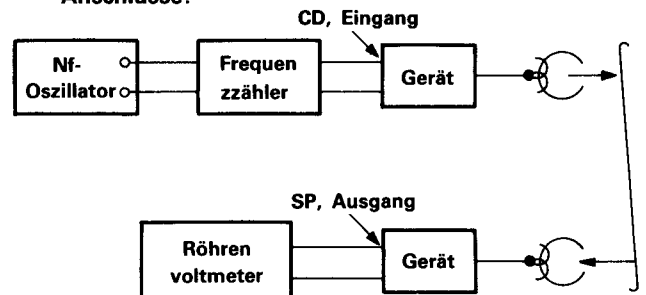 Anschlüsse:
CD, Eingang
Nf-
Oszillator
Frequen
zzähler
Gerät
SP, Ausgang
Röhren
voltmeter
Gerät